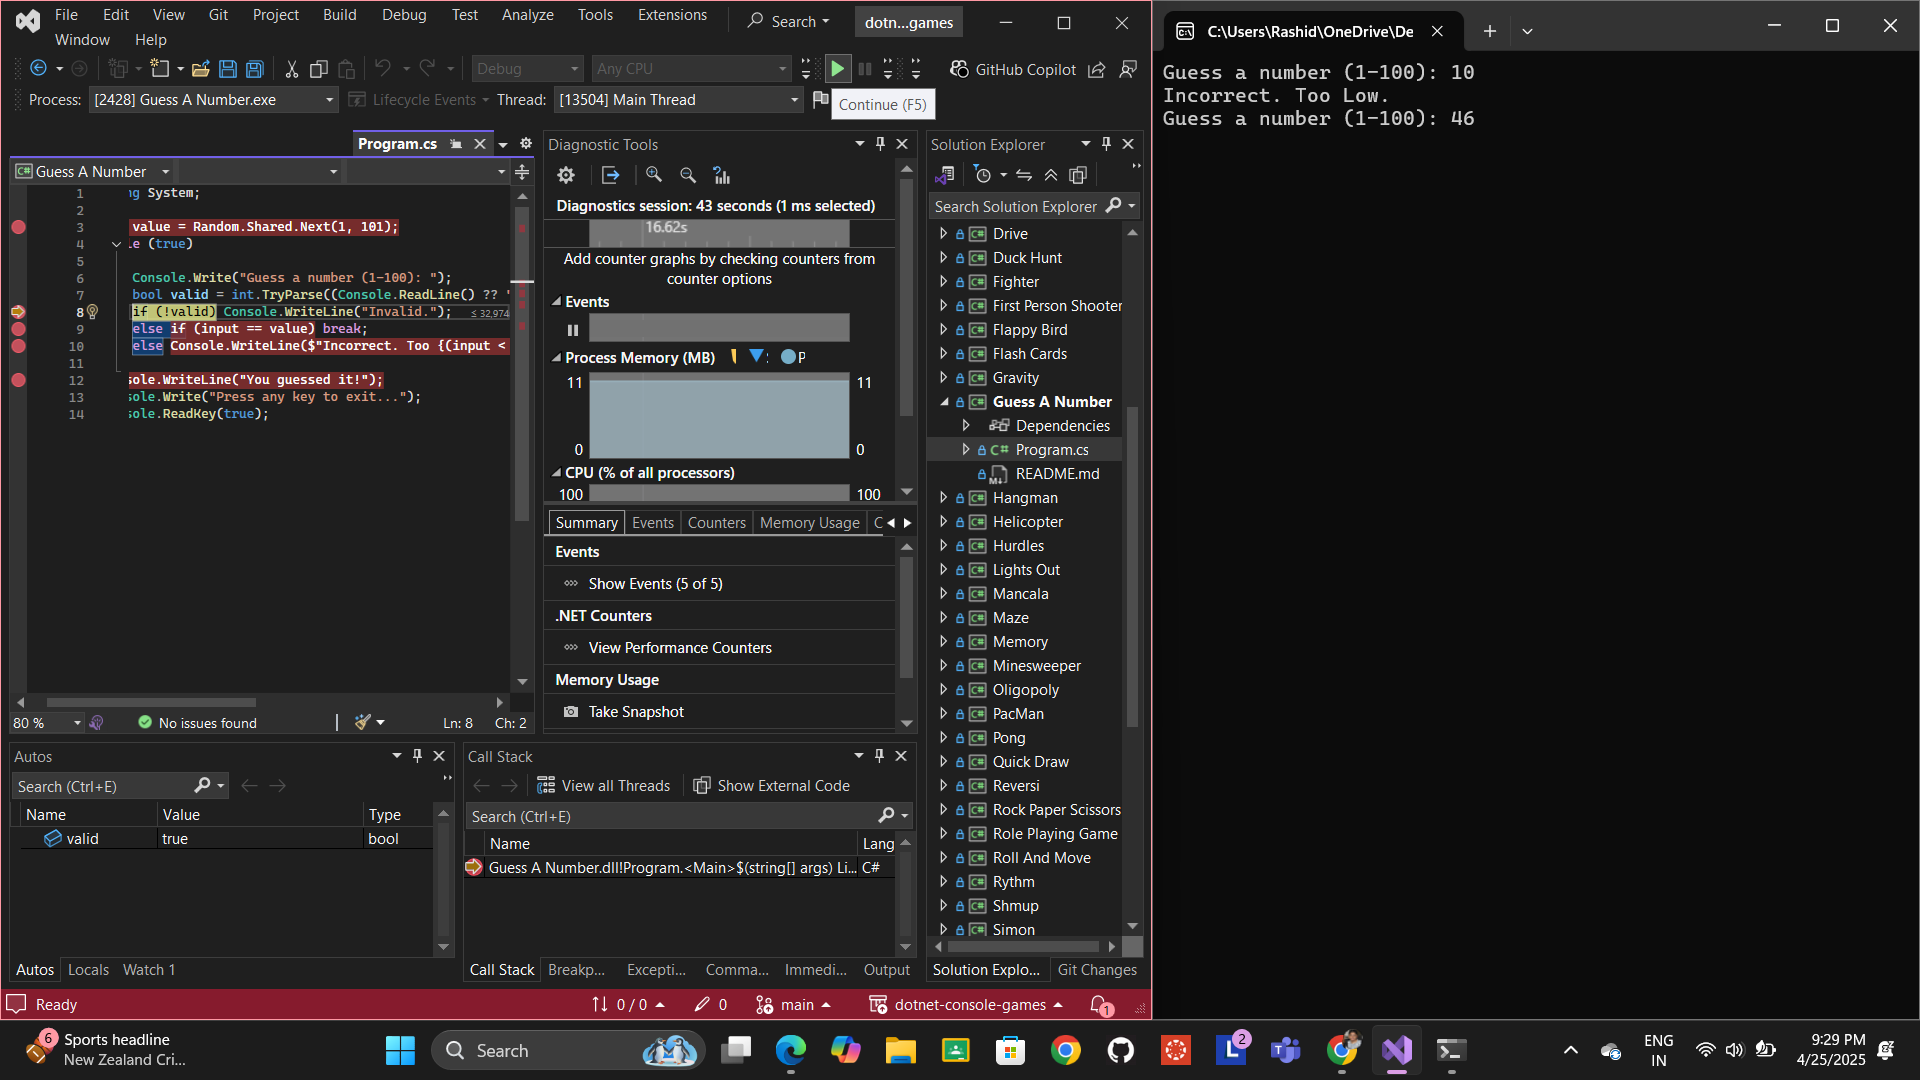 File Edit View Git Project Build Debug Test Analyze Tools Extensions Search dotn...games
Window Help
Debug Any CPU GitHub Copilot
Process: [2428] Guess A Number.exe Lifecycle Events Thread: [13504] Main Thread
Continue (F5)
Program.cs
Guess A Number
1 ng System;
2
3 value = Random.Shared.Next(1, 101);
4 le (true)
5
6 Console.Write("Guess a number (1-100): ");
7 bool valid = int.TryParse((Console.ReadLine() ?? "
8 if (!valid) Console.WriteLine("Invalid."); ≤ 32,974
9 else if (input == value) break;
10 else Console.WriteLine($"Incorrect. Too {(input <
11
12 sole.WriteLine("You guessed it!");
13 sole.Write("Press any key to exit...");
14 sole.ReadKey(true);
80 % No issues found Ln: 8 Ch: 2
Diagnostic Tools
Diagnostics session: 43 seconds (1 ms selected)
16.62s
Add counter graphs by checking counters from
counter options
Events
Process Memory (MB) P
11 11
0 0
CPU (% of all processors)
100 100
Summary Events Counters Memory Usage C
Events
Show Events (5 of 5)
.NET Counters
View Performance Counters
Memory Usage
Take Snapshot
Solution Explorer
Search Solution Explorer
Drive
Duck Hunt
Fighter
First Person Shooter
Flappy Bird
Flash Cards
Gravity
Guess A Number
Dependencies
C# Program.cs
README.md
Hangman
Helicopter
Hurdles
Lights Out
Mancala
Maze
Memory
Minesweeper
Oligopoly
PacMan
Pong
Quick Draw
Reversi
Rock Paper Scissors
Role Playing Game
Roll And Move
Rythm
Shmup
Simon
Solution Explo... Git Changes
Autos
Search (Ctrl+E)
Name Value Type
valid true bool
Autos Locals Watch 1
Call Stack
View all Threads Show External Code
Search (Ctrl+E)
Name Lang
Guess A Number.dll!Program.<Main>$(string[] args) Li... C#
Call Stack Breakp... Excepti... Comma... Immedi... Output
Ready 0 / 0 0 main dotnet-console-games 1
C:\Users\Rashid\OneDrive\De
Guess a number (1-100): 10
Incorrect. Too Low.
Guess a number (1-100): 46
6 Sports headline
New Zealand Cri...
Search
L 2
ENG
IN
9:29 PM
4/25/2025